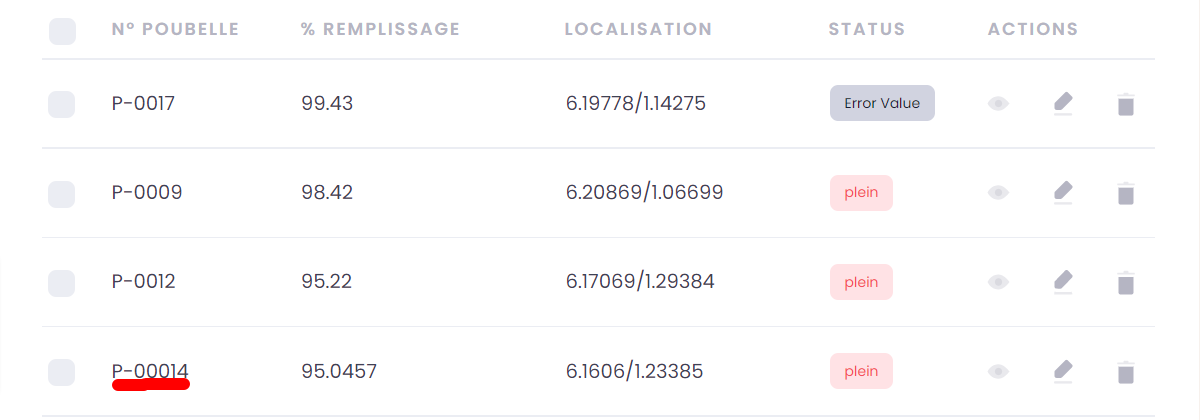 N° POUBELLE % REMPLISSAGE LOCALISATION STATUS ACTIONS
P-0017 99.43 6.19778/1.14275 Error Value
P-0009 98.42 6.20869/1.06699 plein
P-0012 95.22 6.17069/1.29384 plein
P-00014 95.0457 6.1606/1.23385 plein